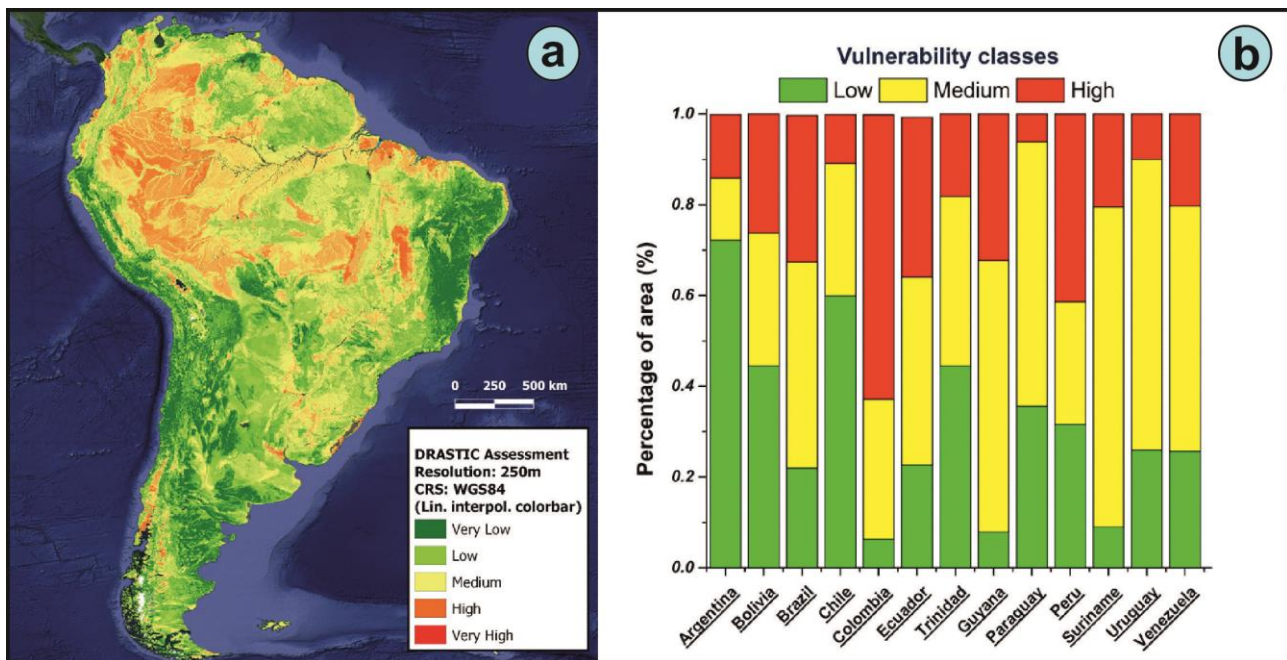 a
0 250 500 km
DRASTIC Assessment
Resolution: 250m
CRS: WGS84
(Lin. interpol. colorbar)
Very Low
Low
Medium
High
Very High
b
Vulnerability classes
Low Medium High
Percentage of area (%)
1.0
0.8
0.6
0.4
0.2
0.0
Argentina
Bolivia
Brazil
Chile
Colombia
Ecuador
Trinidad
Guyana
Paraguay
Peru
Suriname
Uruguay
Venezuela